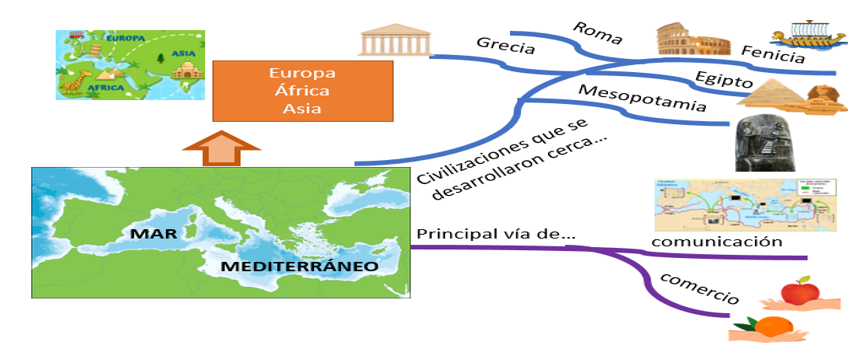 EUROPA
ASIA
AFRICA
Europa
África
Asia
MAR
MEDITERRÁNEO
Civilizaciones que se
desarrollaron cerca...
Grecia
Roma
Fenicia
Egipto
Mesopotamia
Principal vía de...
comunicación
comercio